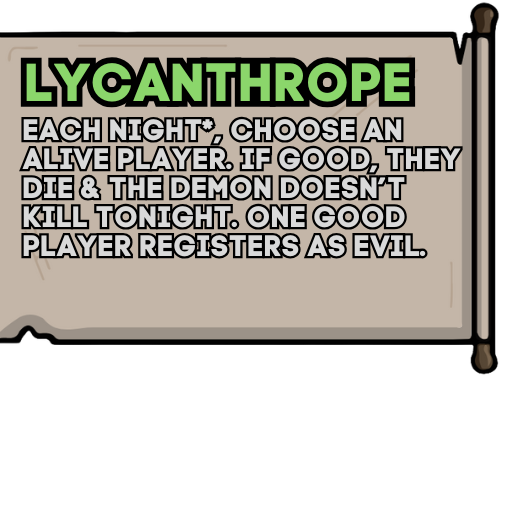 LYCANTHROPE
EACH NIGHT*, CHOOSE AN
ALIVE PLAYER. IF GOOD, THEY
DIE & THE DEMON DOESN'T
KILL TONIGHT. ONE GOOD
PLAYER REGISTERS AS EVIL.